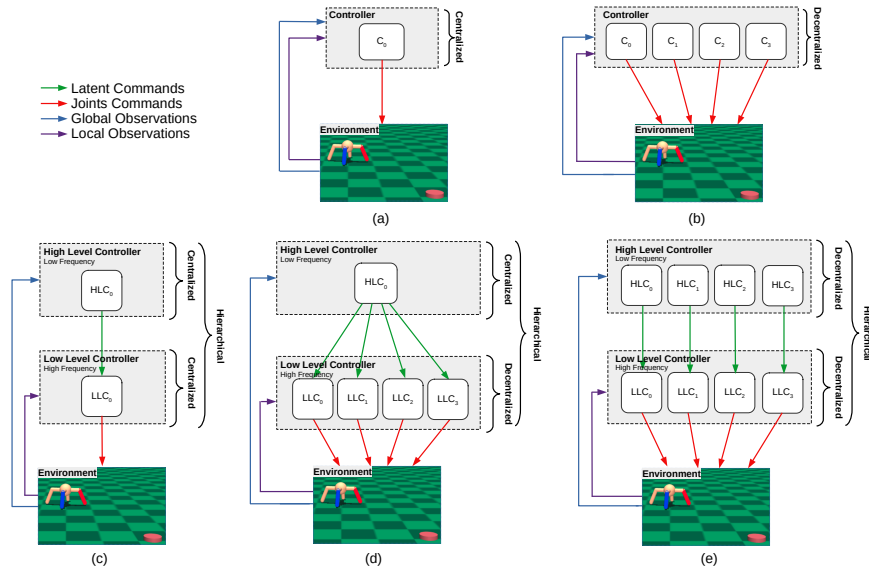 Controller
C0
Centralized
Environment
(a)
Controller
C0
C1
C2
C3
Decentralized
Environment
(b)
Latent Commands
Joints Commands
Global Observations
Local Observations
High Level Controller
Low Frequency
HLC0
Centralized
Low Level Controller
High Frequency
LLC0
Centralized
Hierarchical
Environment
(c)
High Level Controller
Low Frequency
HLC0
Centralized
Low Level Controller
High Frequency
LLC0
LLC1
LLC2
LLC3
Decentralized
Hierarchical
Environment
(d)
High Level Controller
Low Frequency
HLC0
HLC1
HLC2
HLC3
Decentralized
Low Level Controller
High Frequency
LLC0
LLC1
LLC2
LLC3
Decentralized
Hierarchical
Environment
(e)